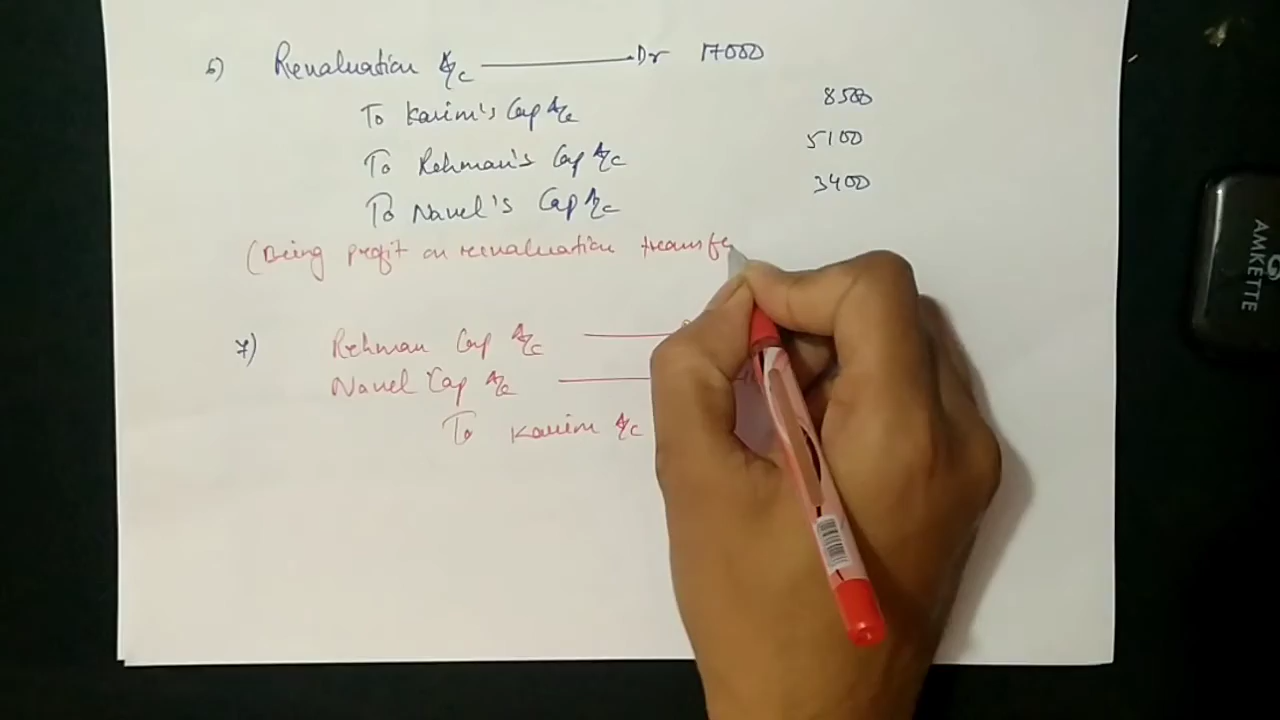 6) Revaluation A/c Dr 17000
To Karim's Cap A/c 8500
To Rehman's Cap A/c 5100
To Navel's Cap A/c 3400
(Being profit on revaluation transfe
7) Rehman Cap A/c
Navel Cap A/c
To Karim A/c
AMKETTE